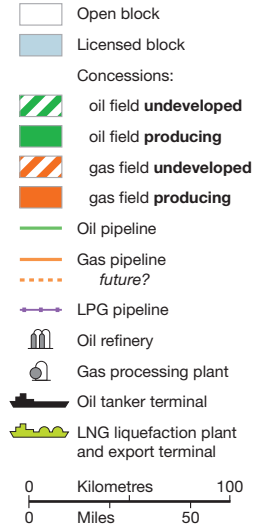 Open block
Licensed block
Concessions:
oil field undeveloped
oil field producing
gas field undeveloped
gas field producing
Oil pipeline
Gas pipeline
future?
LPG pipeline
Oil refinery
Gas processing plant
Oil tanker terminal
LNG liquefaction plant
and export terminal
0 Kilometres 100
0 Miles 50